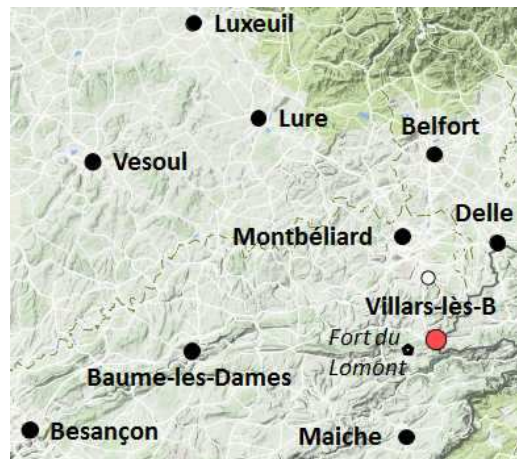 Luxeuil
Lure
Belfort
Vesoul
Delle
Montbéliard
Villars-lès-B
Fort du
Lomont
Baume-les-Dames
Besançon
Maiche